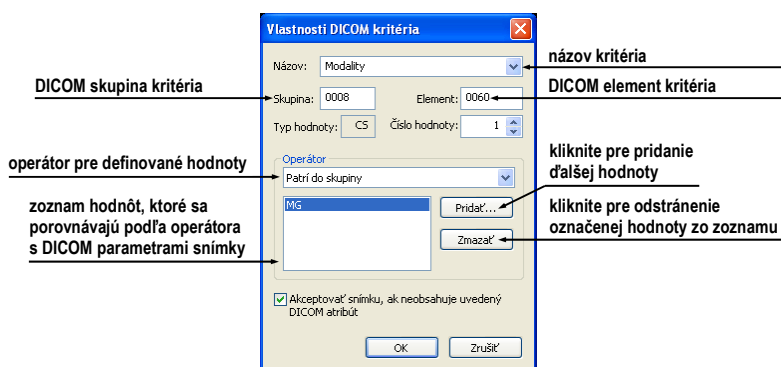 Vlastnosti DICOM kritéria
Názov: Modality
názov kritéria
DICOM skupina kritéria
Skupina: 0008 Element: 0060
DICOM element kritéria
Typ hodnoty: CS Číslo hodnoty: 1
operátor pre definované hodnoty
Operátor
Patrí do skupiny
kliknite pre pridanie
ďalšej hodnoty
zoznam hodnôt, ktoré sa
porovnávajú podľa operátora
s DICOM parametrami snímky
MG
Pridať...
Zmazať
kliknite pre odstránenie
označenej hodnoty zo zoznamu
Akceptovať snímku, ak neobsahuje uvedený
DICOM atribút
OK Zrušiť